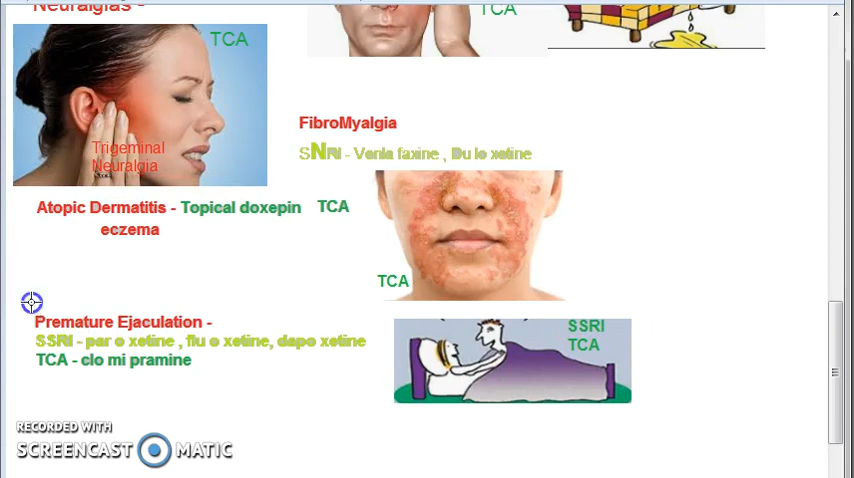 Neuralgias -
TCA
TCA
Trigeminal
Neuralgia
FibroMyalgia
SNRI - Venla faxine , Du lo xetine
Atopic Dermatitis - Topical doxepin TCA
eczema
TCA
Premature Ejaculation -
SSRI - par o xetine , flu o xetine, dapo xetine
TCA - clo mi pramine
SSRI
TCA
RECORDED WITH
SCREENCAST MATIC